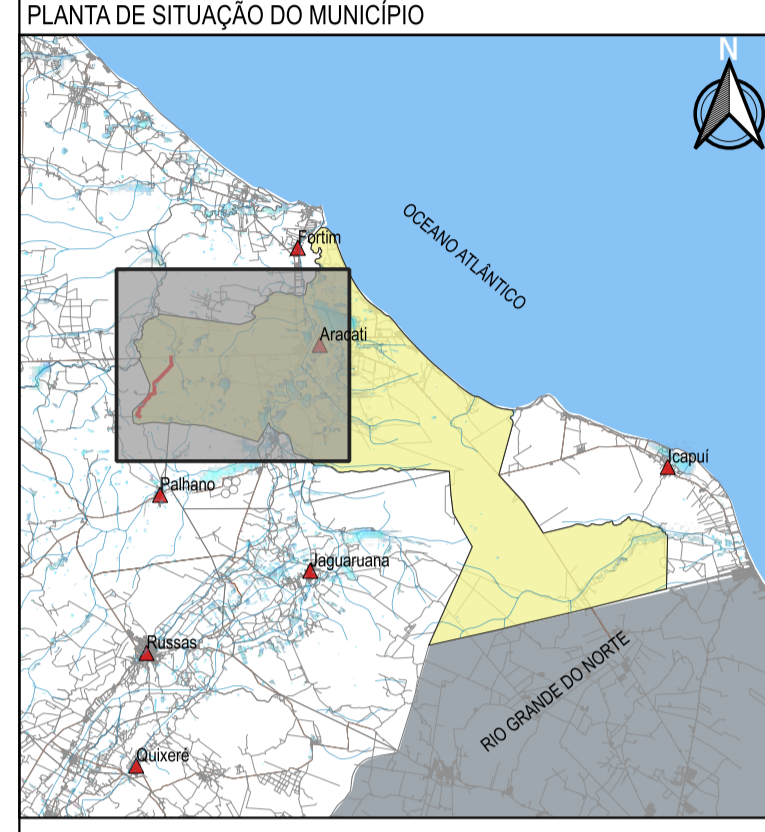 PLANTA DE SITUAÇÃO DO MUNICÍPIO
N
OCEANO ATLÂNTICO
Fortim
Aracati
Icapuí
Palhano
Jaguaruana
Russas
RIO GRANDE DO NORTE
Quixeré